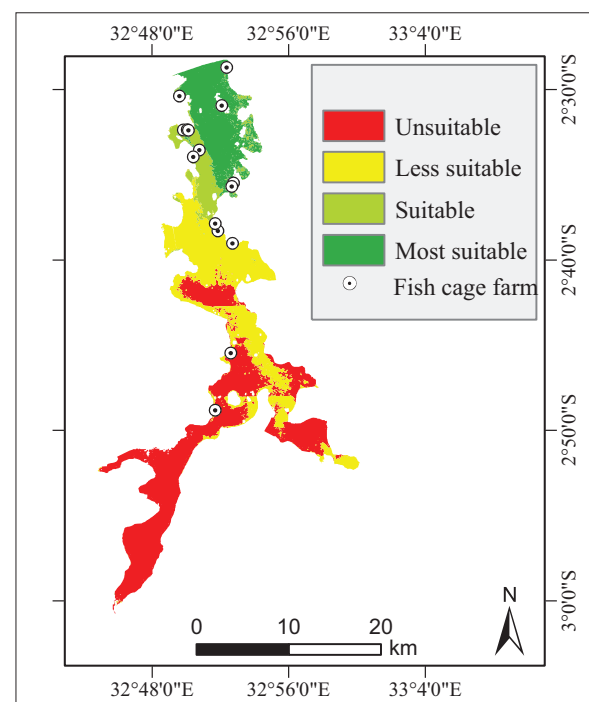 32°48'0"E 32°56'0"E 33°4'0"E
2°30'0"S
Unsuitable
Less suitable
Suitable
Most suitable
Fish cage farm
2°40'0"S
2°50'0"S
3°0'0"S
N
0 10 20
km
32°48'0"E 32°56'0"E 33°4'0"E